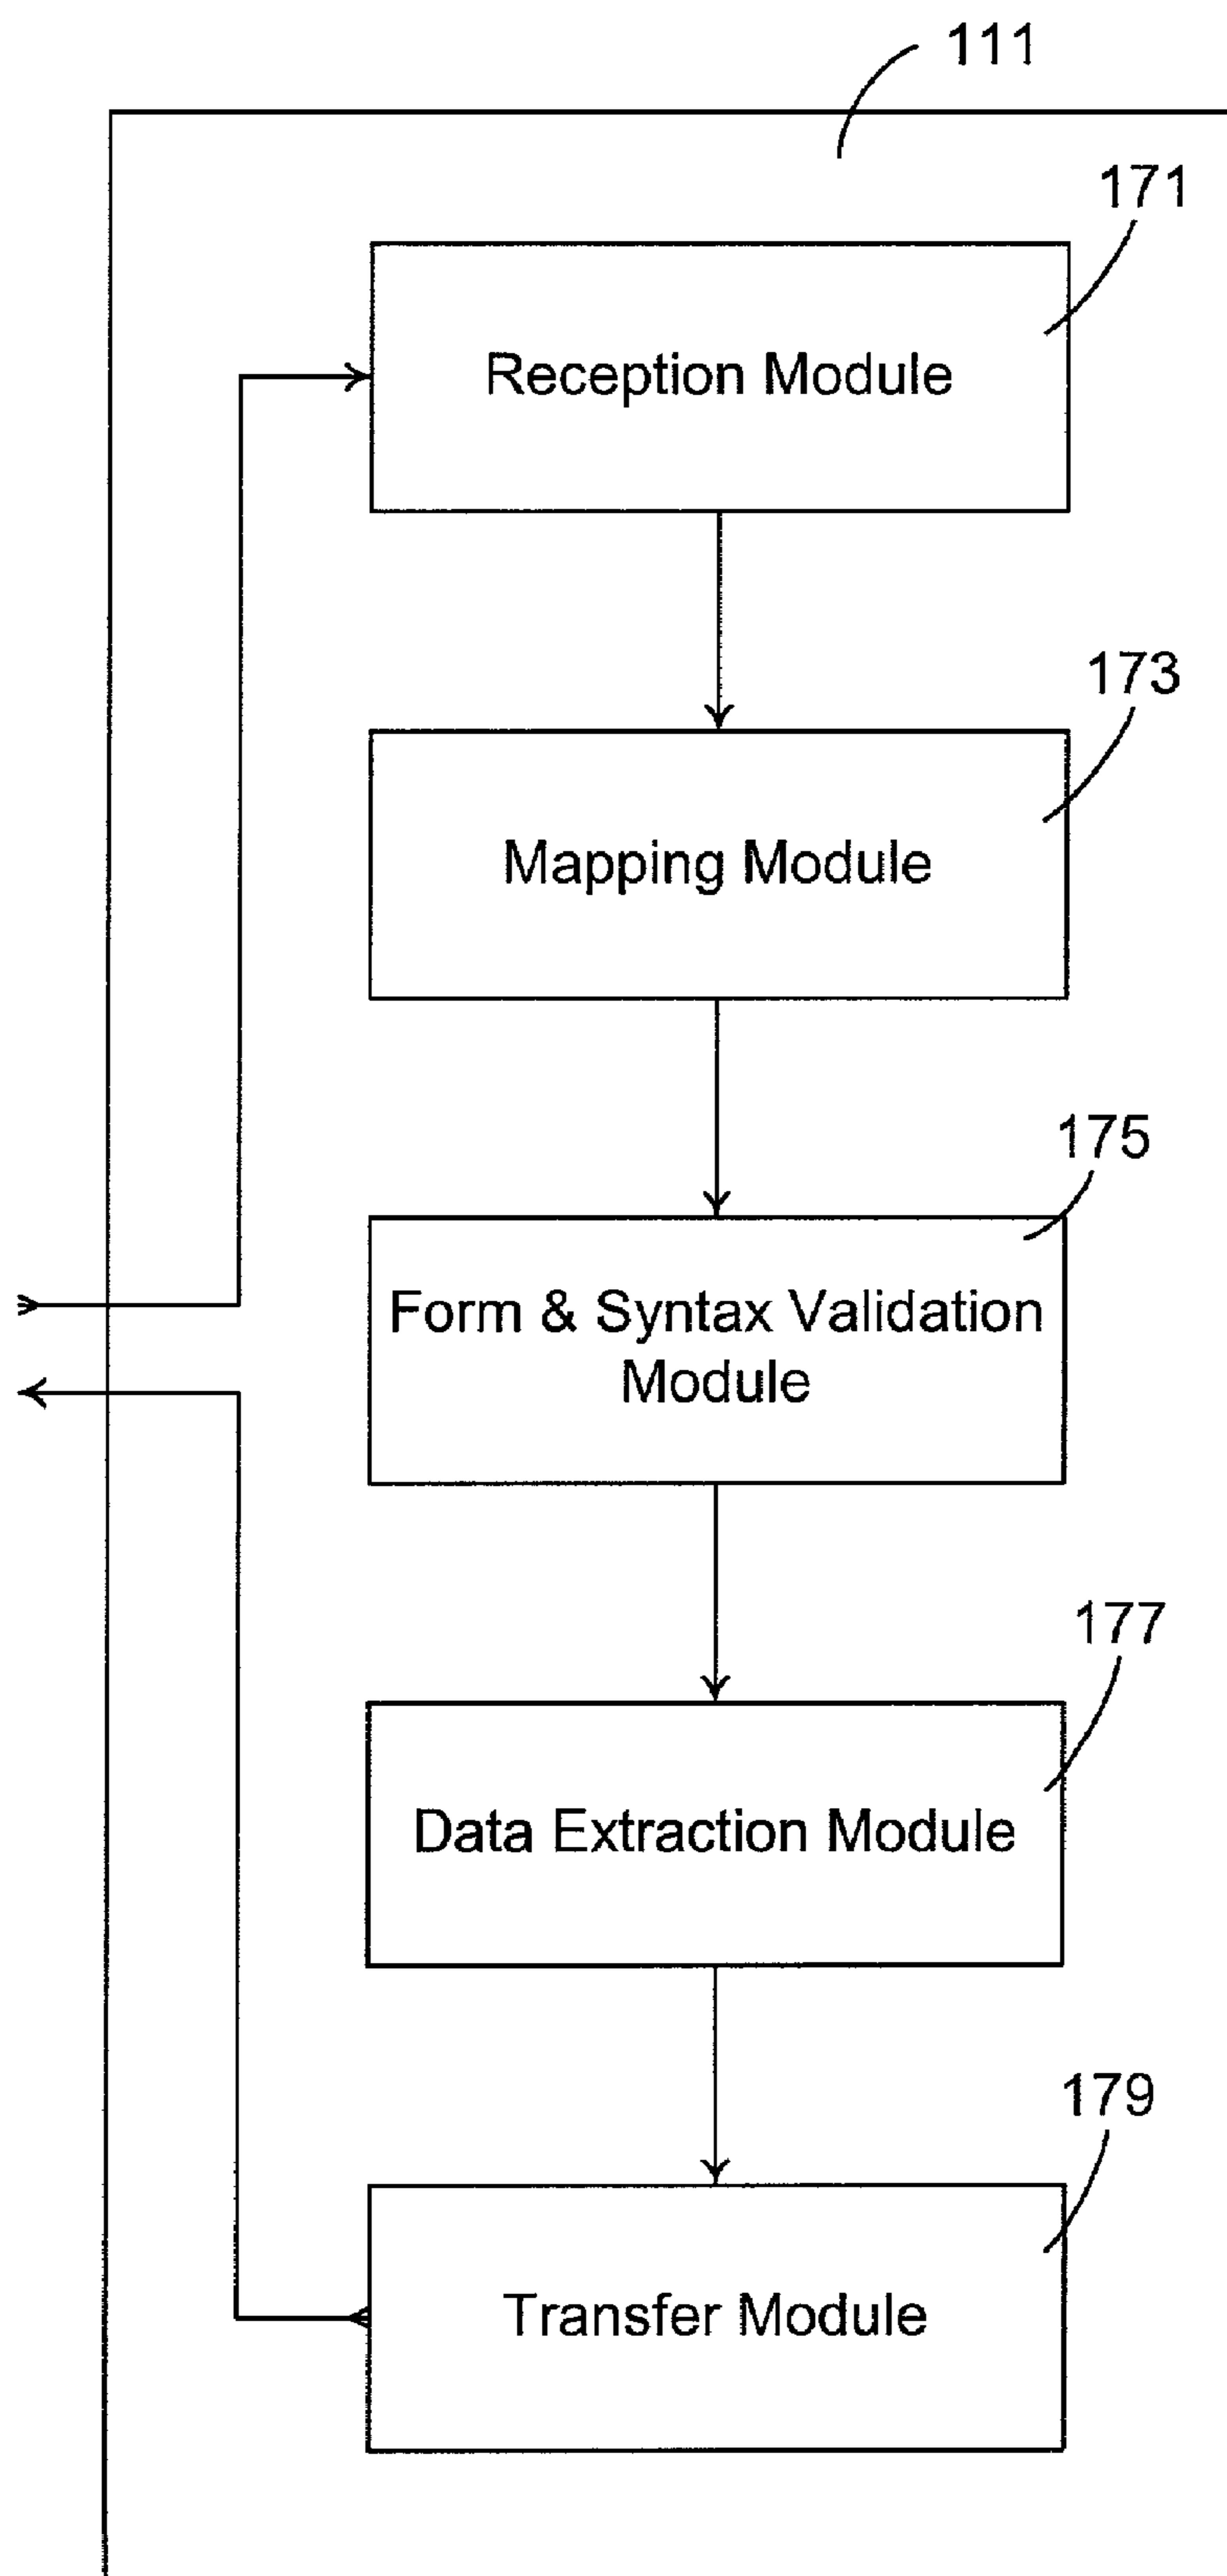 111
171
Reception Module
173
Mapping Module
175
Form & Syntax Validation
Module
177
Data Extraction Module
179
Transfer Module